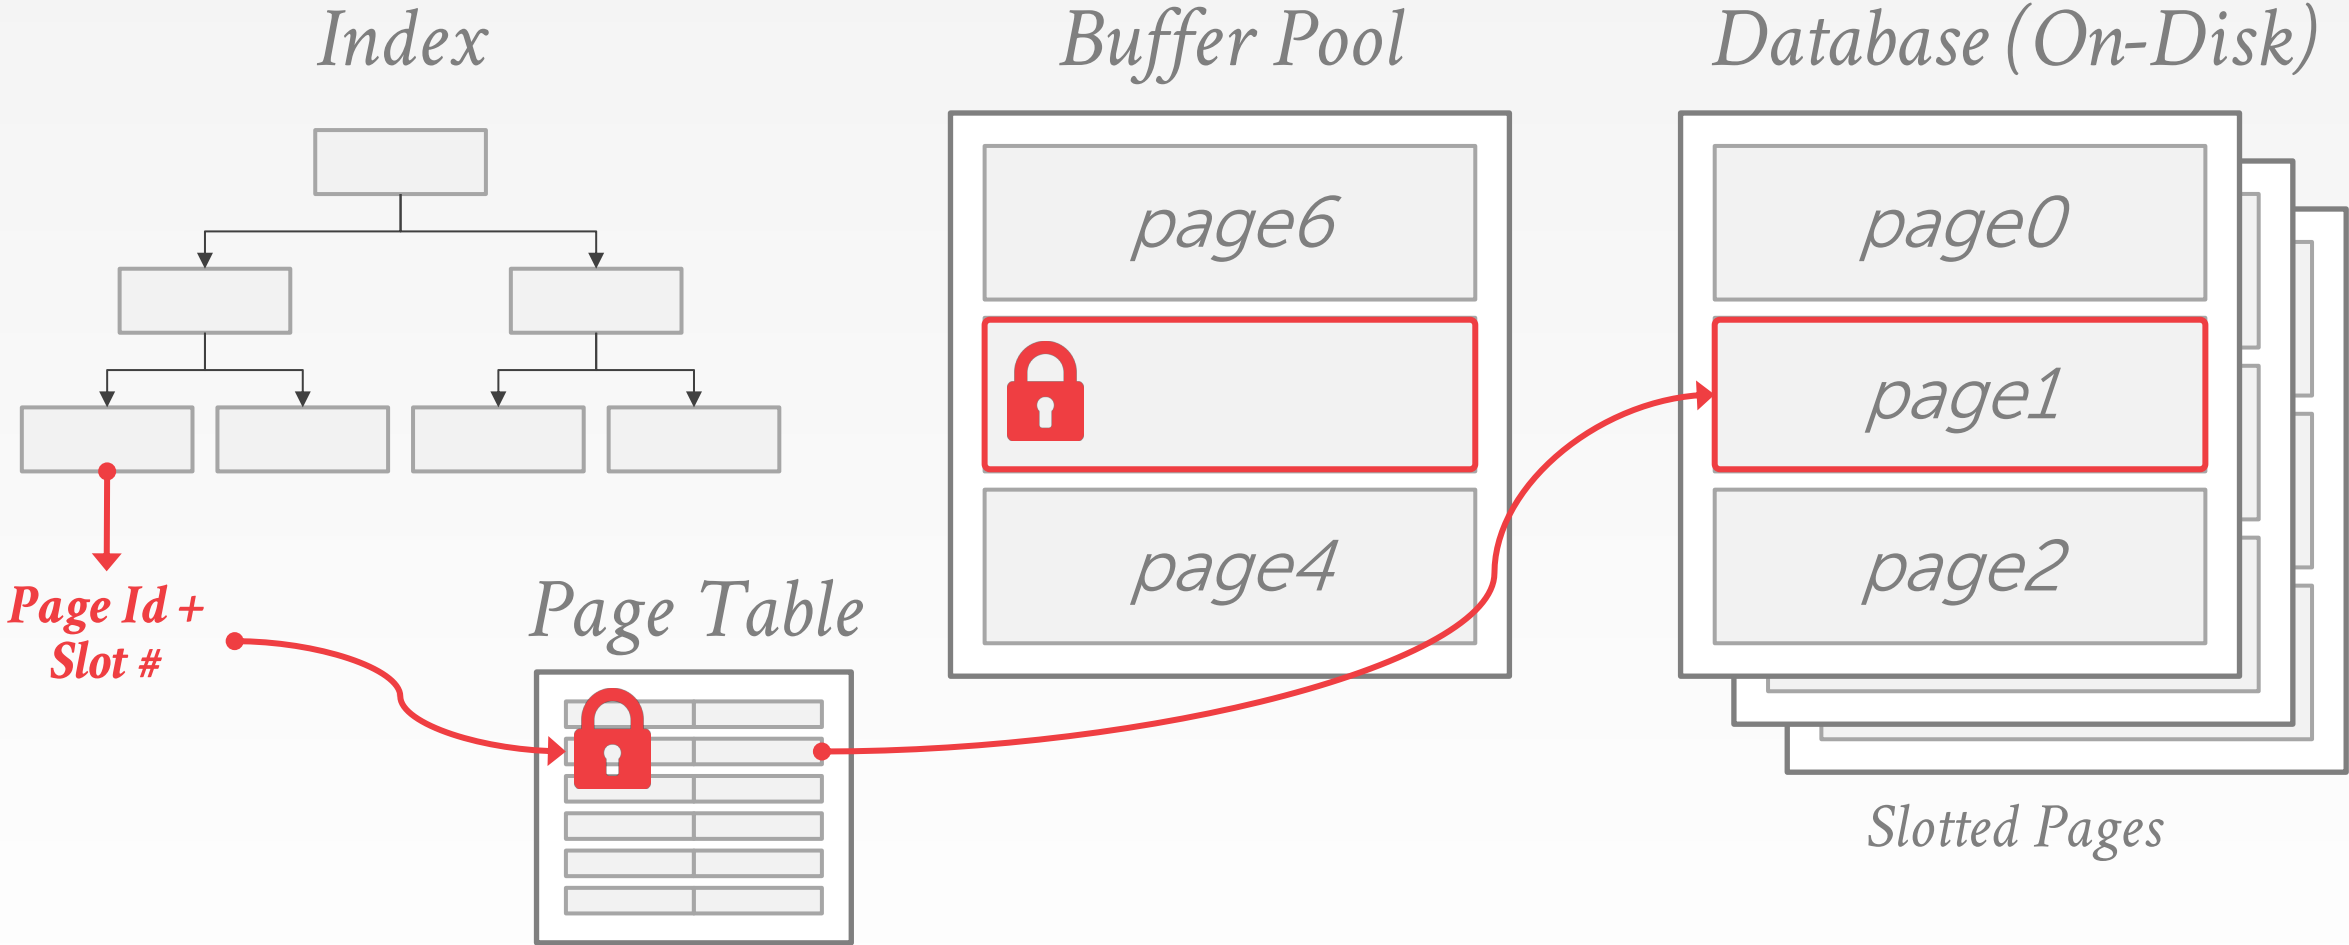 Index
Buffer Pool
Database (On-Disk)
page6
page4
page0
page1
page2
Page Id +
Slot #
Page Table
Slotted Pages